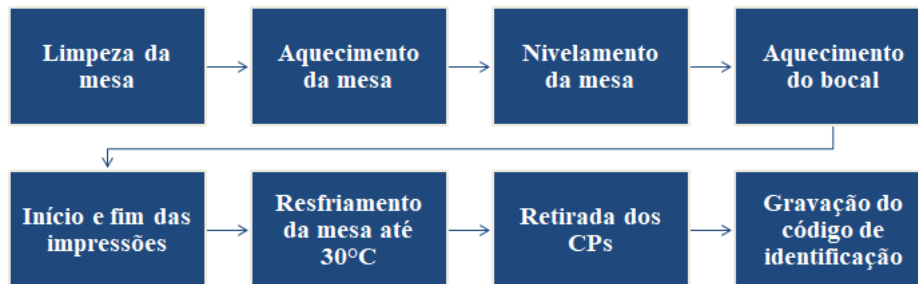 Limpeza da
mesa
Aquecimento
da mesa
Nivelamento
da mesa
Aquecimento
do bocal
Início e fim das
impressões
Resfriamento
da mesa até
30°C
Retirada dos
CPs
Gravação do
código de
identificação